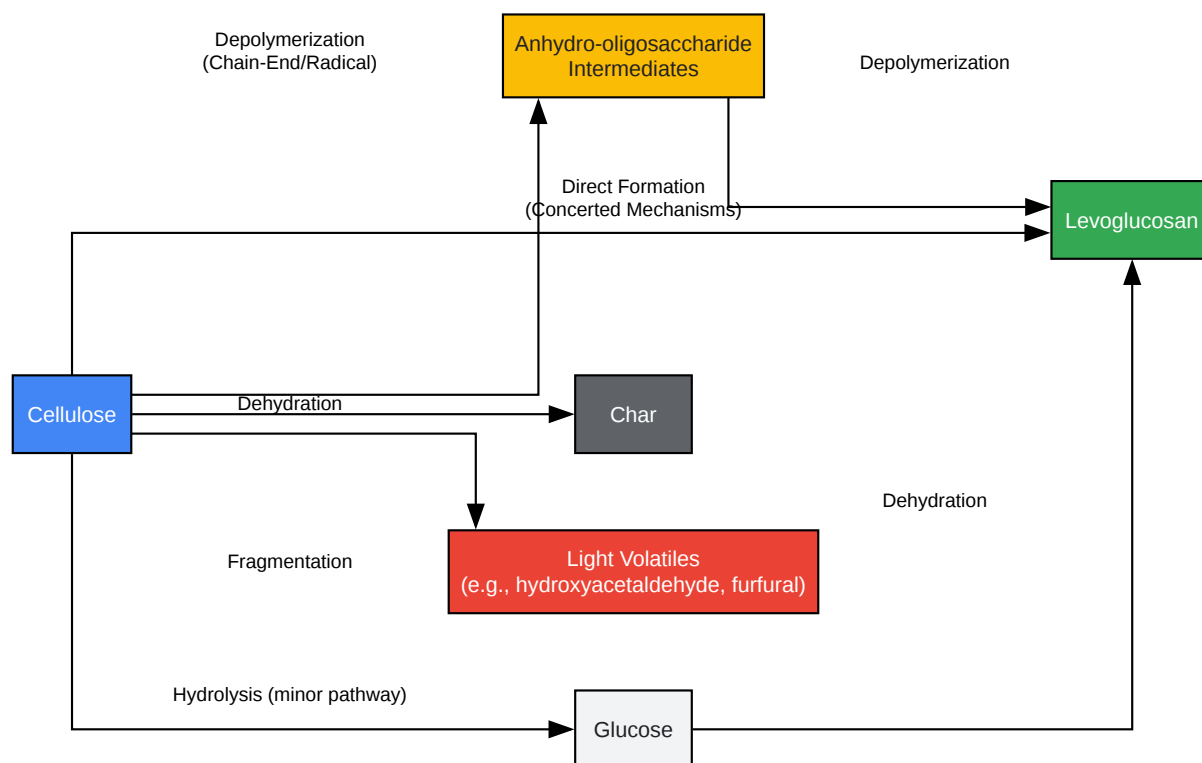 Depolymerization
(Chain-End/Radical)
Anhydro-oligosaccharide
Intermediates
Depolymerization
Direct Formation
(Concerted Mechanisms)
Levoglucosan
Cellulose
Dehydration
Char
Dehydration
Fragmentation
Light Volatiles
(e.g., hydroxyacetaldehyde, furfural)
Hydrolysis (minor pathway)
Glucose